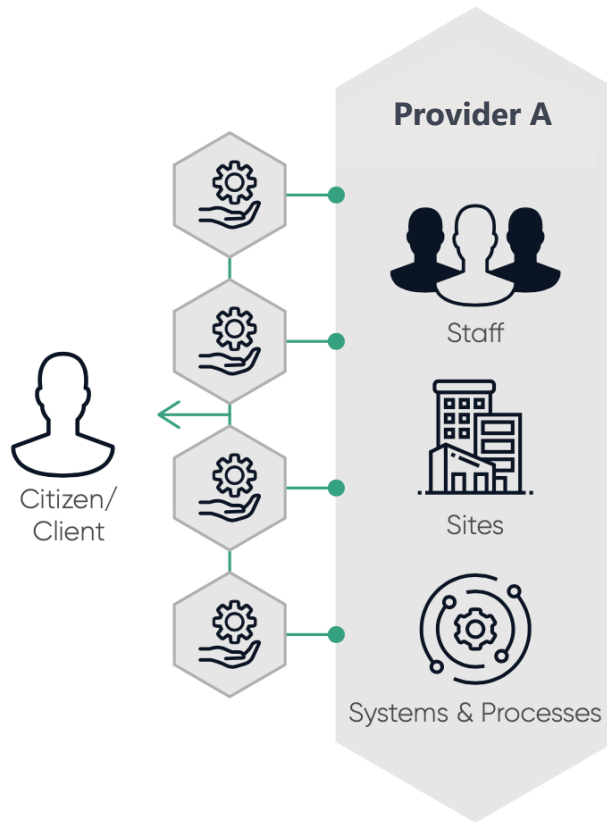 Provider A
Staff
Citizen/
Client
Sites
Systems & Processes